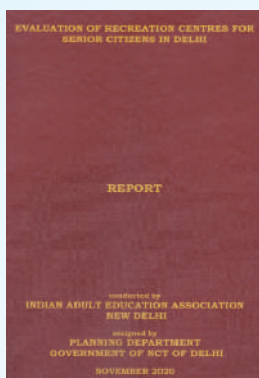 EVALUATION OF RECREATION CENTRES FOR
SENIOR CITIZENS IN DELHI
REPORT
conducted by
INDIAN ADULT EDUCATION ASSOCIATION
NEW DELHI
assigned by
PLANNING DEPARTMENT
GOVERNMENT OF NCT OF DELHI
NOVEMBER 2020